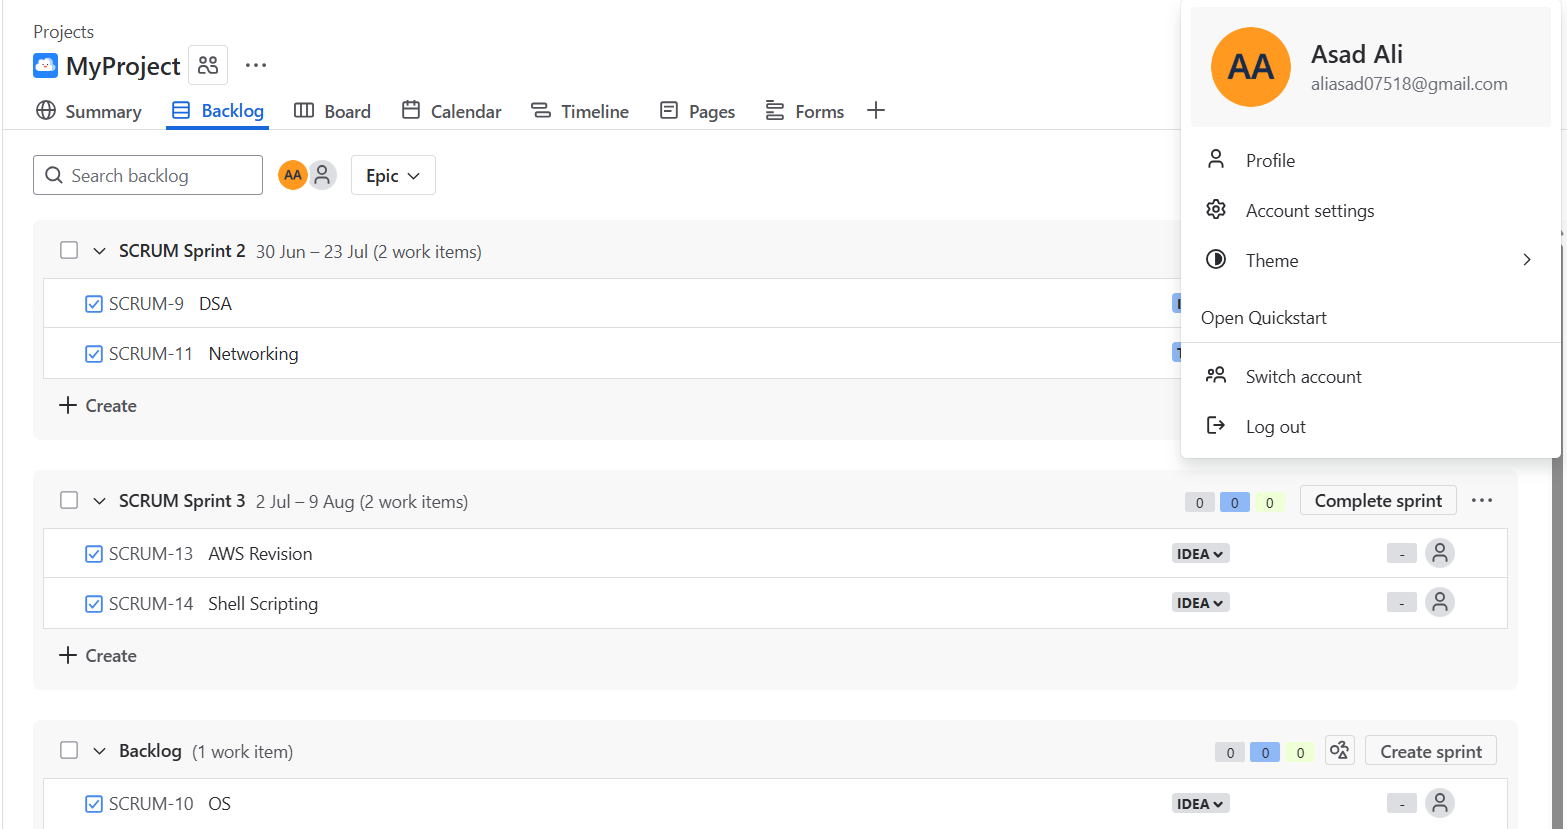 Projects
MyProject
Summary Backlog Board Calendar Timeline Pages Forms
Search backlog AA Epic
SCRUM Sprint 2 30 Jun – 23 Jul (2 work items)
SCRUM-9 DSA
SCRUM-11 Networking
Create
SCRUM Sprint 3 2 Jul – 9 Aug (2 work items) 0 0 0 Complete sprint
SCRUM-13 AWS Revision IDEA -
SCRUM-14 Shell Scripting IDEA -
Create
Backlog (1 work item) 0 0 0 Create sprint
SCRUM-10 OS IDEA -
AA
Asad Ali
aliasad07518@gmail.com
Profile
Account settings
Theme
Open Quickstart
Switch account
Log out